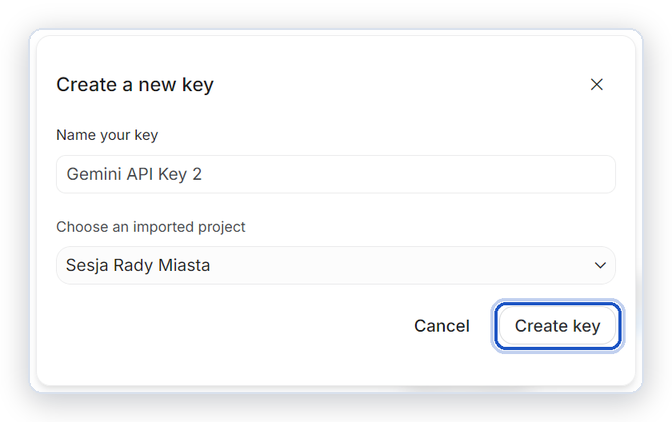 Create a new key
Name your key
Gemini API Key 2
Choose an imported project
Sesja Rady Miasta
Cancel
Create key